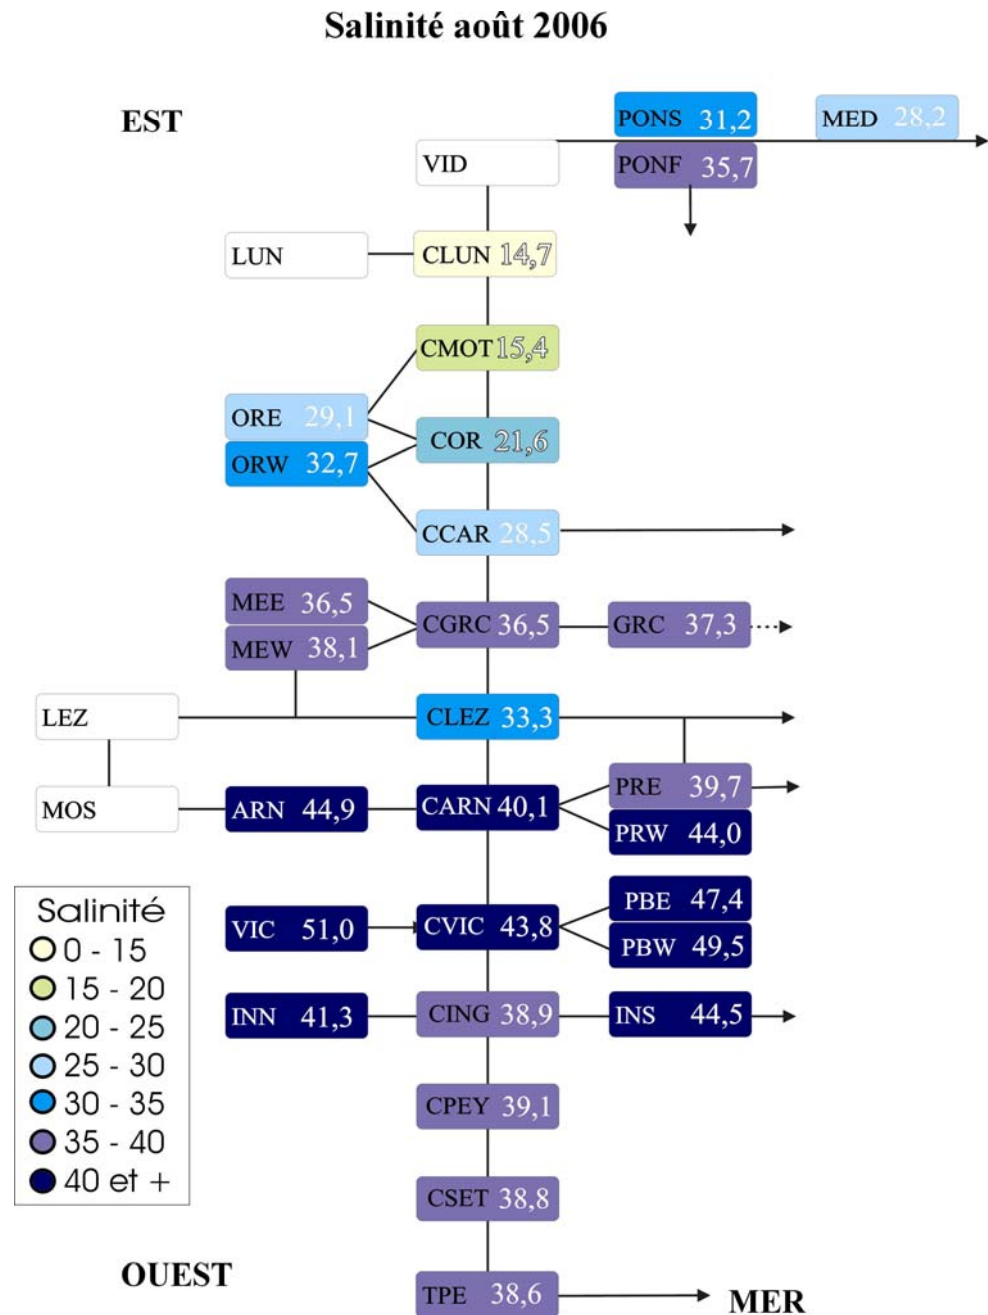 Salinité août 2006
EST
PONS 31,2
MED 28,2
VID
PONF 35,7
LUN
CLUN 14,7
CMOT 15,4
ORE 29,1
ORW 32,7
COR 21,6
CCAR 28,5
MEE 36,5
MEW 38,1
CGRC 36,5
GRC 37,3
LEZ
CLEZ 33,3
MOS
ARN 44,9
CARN 40,1
PRE 39,7
PRW 44,0
VIC 51,0
CVIC 43,8
PBE 47,4
PBW 49,5
INN 41,3
CING 38,9
INS 44,5
CPEY 39,1
CSET 38,8
TPE 38,6
Salinité
0 - 15
15 - 20
20 - 25
25 - 30
30 - 35
35 - 40
40 et +
OUEST
MER